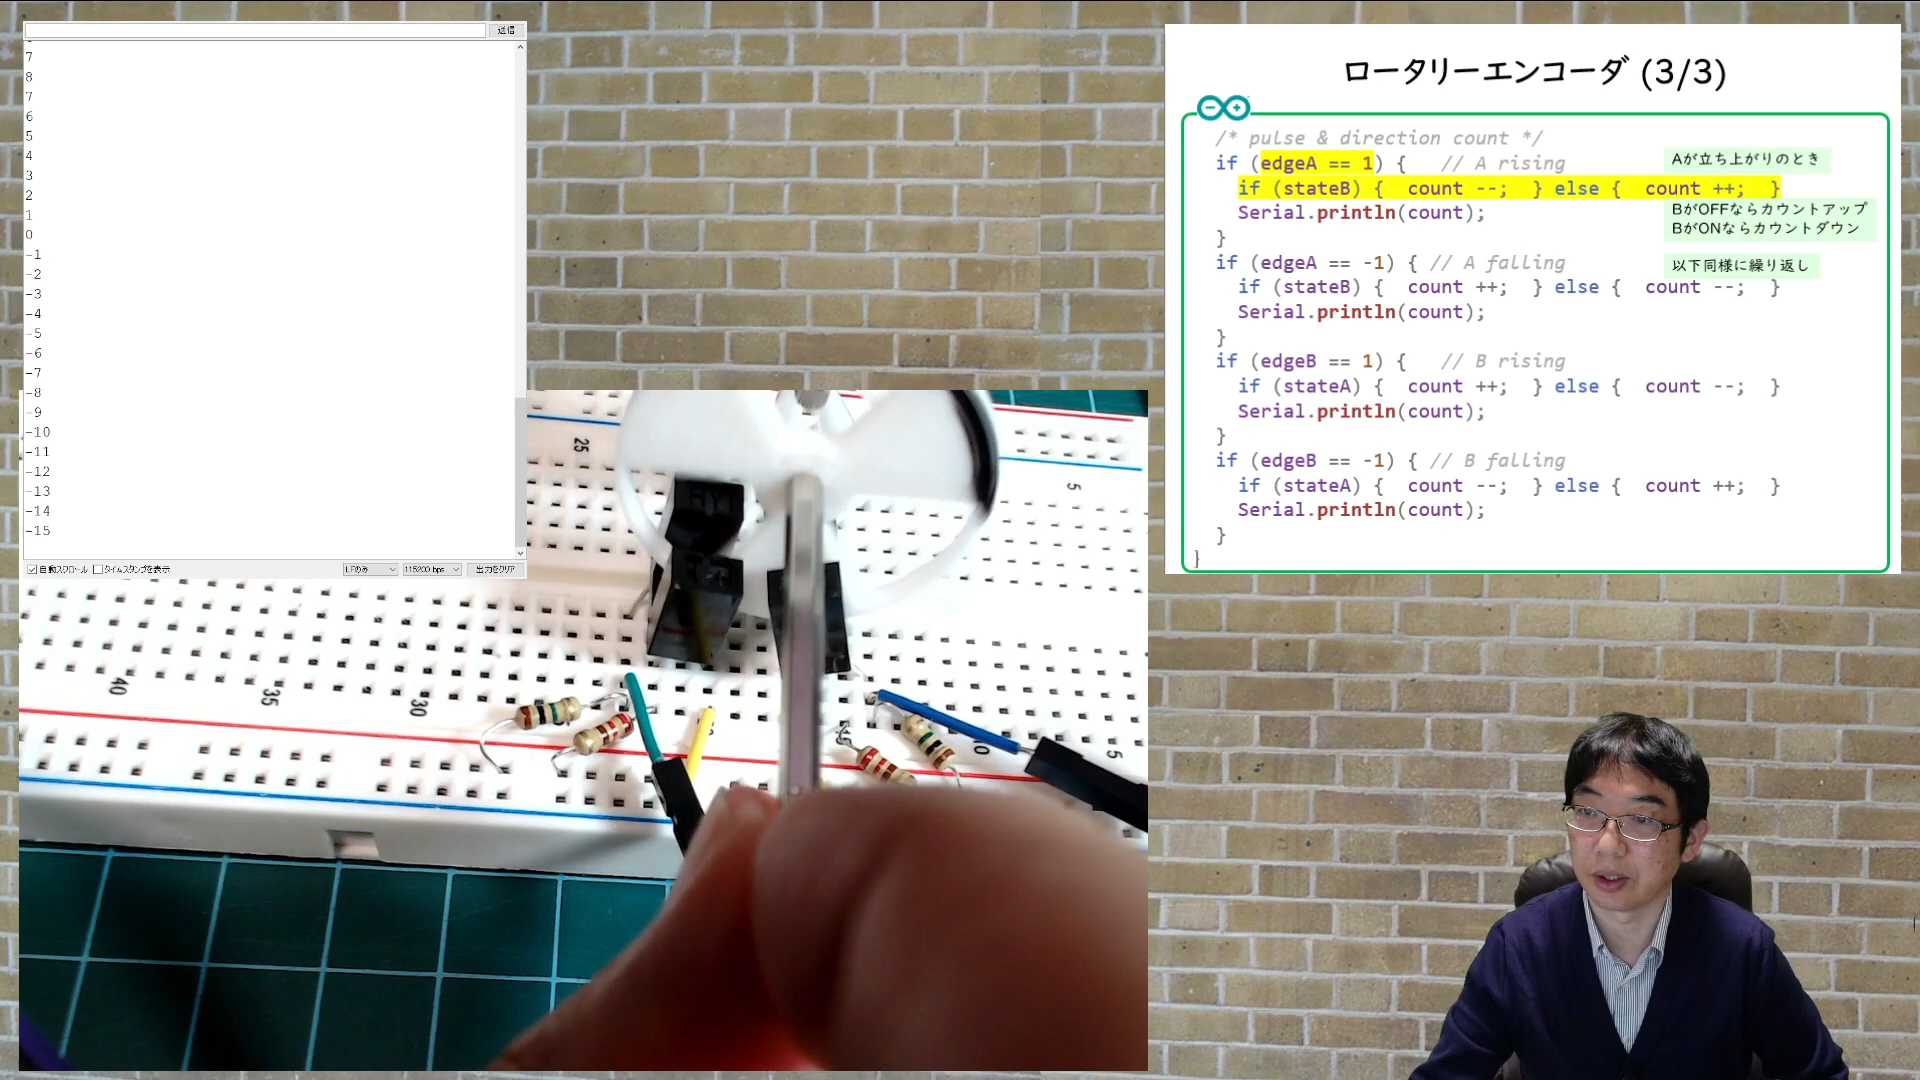 送信
7
8
7
6
5
4
3
2
1
0
-1
-2
-3
-4
-5
-6
-7
-8
-9
-10
-11
-12
-13
-14
-15
自動スクロール
タイムスタンプを表示
LFのみ
115200 bps
出力をクリア
ロータリーエンコーダ (3/3)
/* pulse & direction count */
if (edgeA == 1) { // A rising
Aが立ち上がりのとき
if (stateB) { count --; } else { count ++; }
Serial.println(count);
BがOFFならカウントアップ
BがONならカウントダウン
}
if (edgeA == -1) { // A falling
以下同様に繰り返し
if (stateB) { count ++; } else { count --; }
Serial.println(count);
}
if (edgeB == 1) { // B rising
if (stateA) { count ++; } else { count --; }
Serial.println(count);
}
if (edgeB == -1) { // B falling
if (stateA) { count --; } else { count ++; }
Serial.println(count);
}
}
25
5
40
35
30
10
5